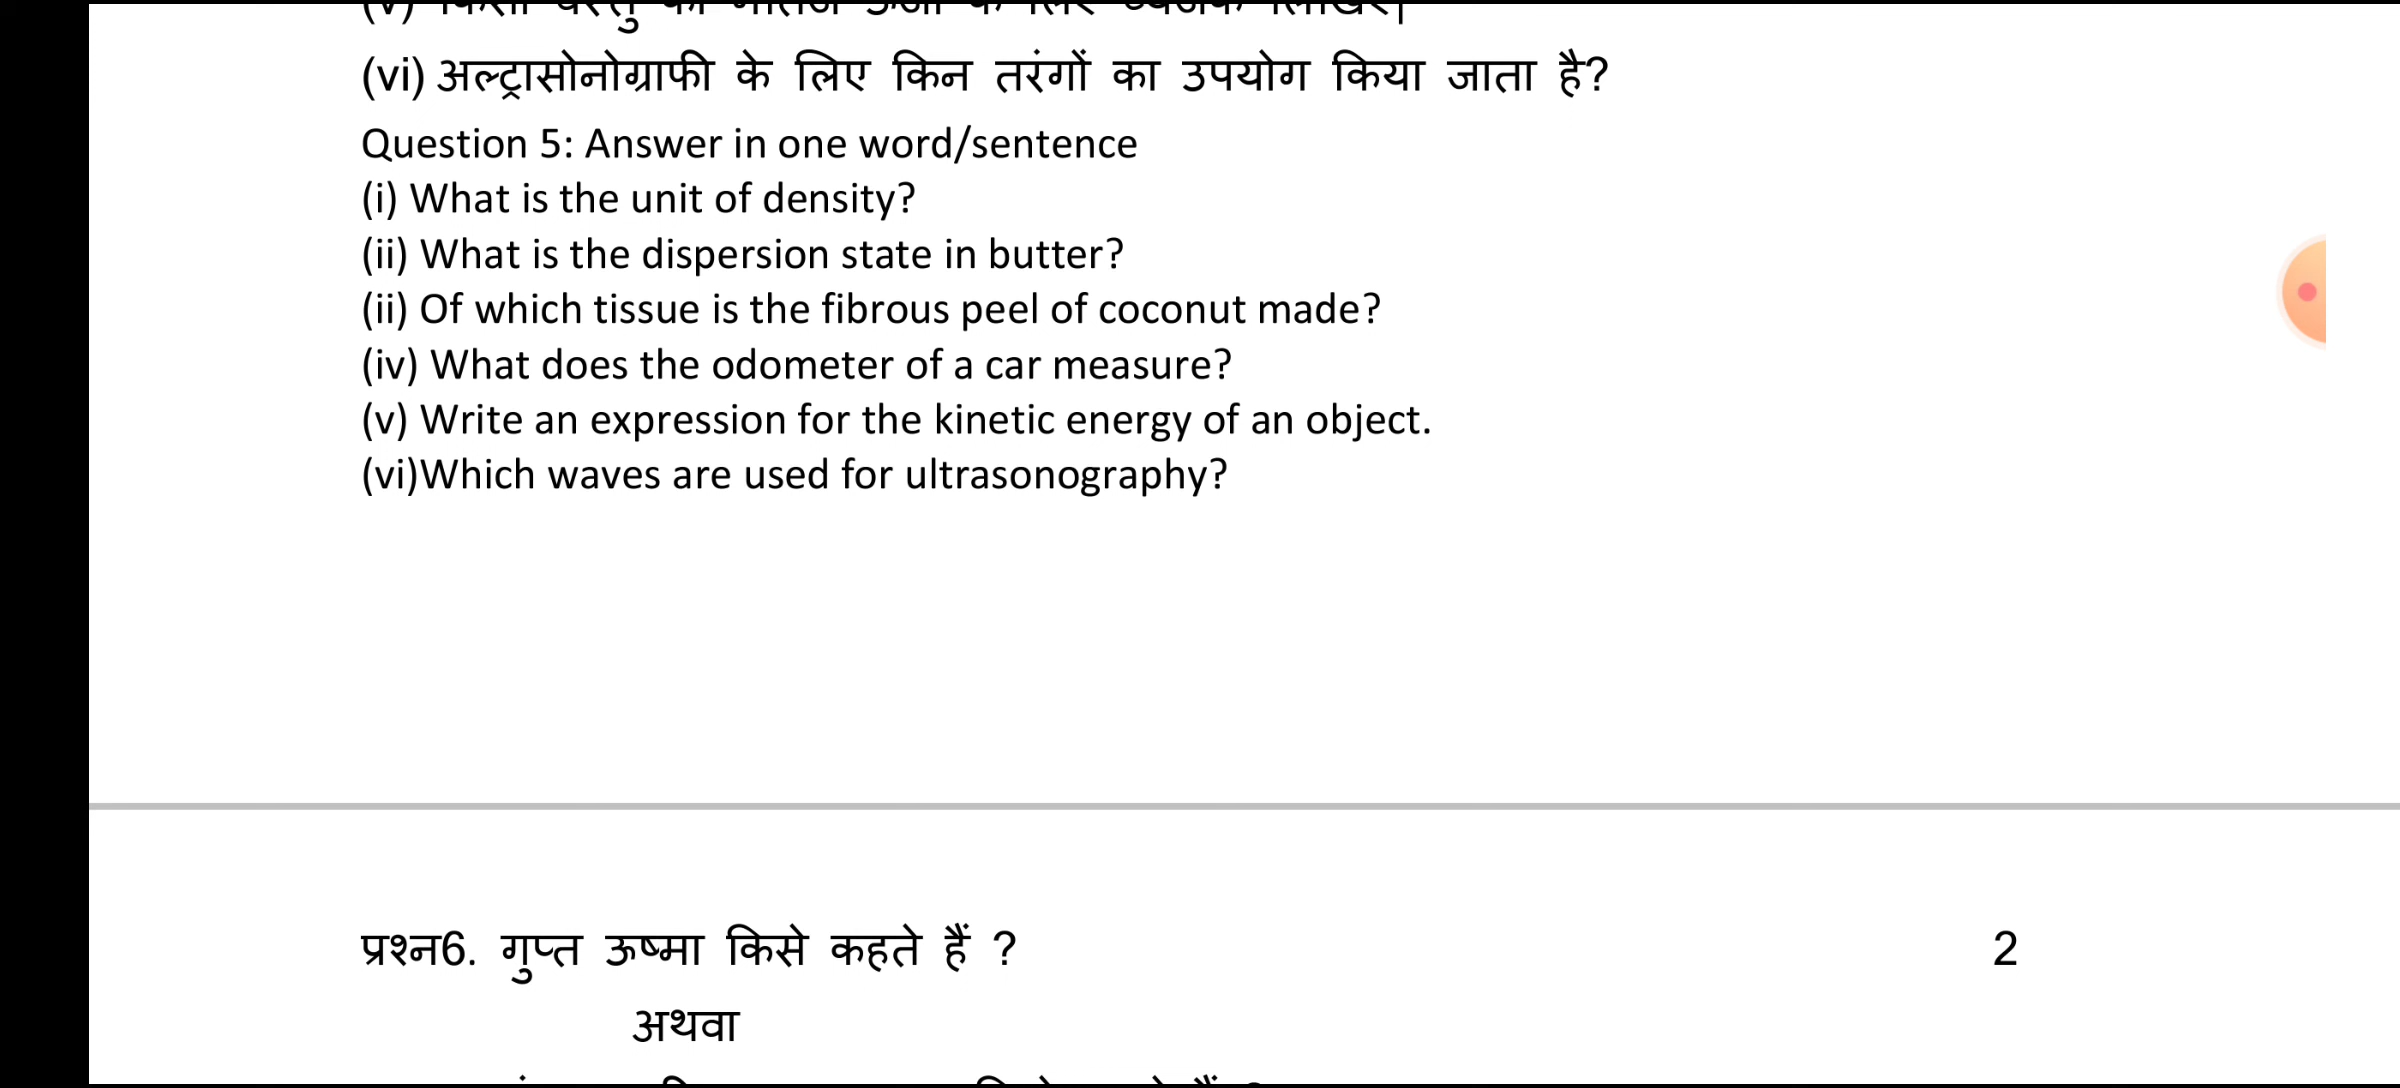 (vi) अल्ट्रासोनोग्राफी के लिए किन तरंगों का उपयोग किया जाता है?
Question 5: Answer in one word/sentence
(i) What is the unit of density?
(ii) What is the dispersion state in butter?
(ii) Of which tissue is the fibrous peel of coconut made?
(iv) What does the odometer of a car measure?
(v) Write an expression for the kinetic energy of an object.
(vi)Which waves are used for ultrasonography?
प्रश्न6. गुप्त ऊष्मा किसे कहते हैं ? 2
अथवा